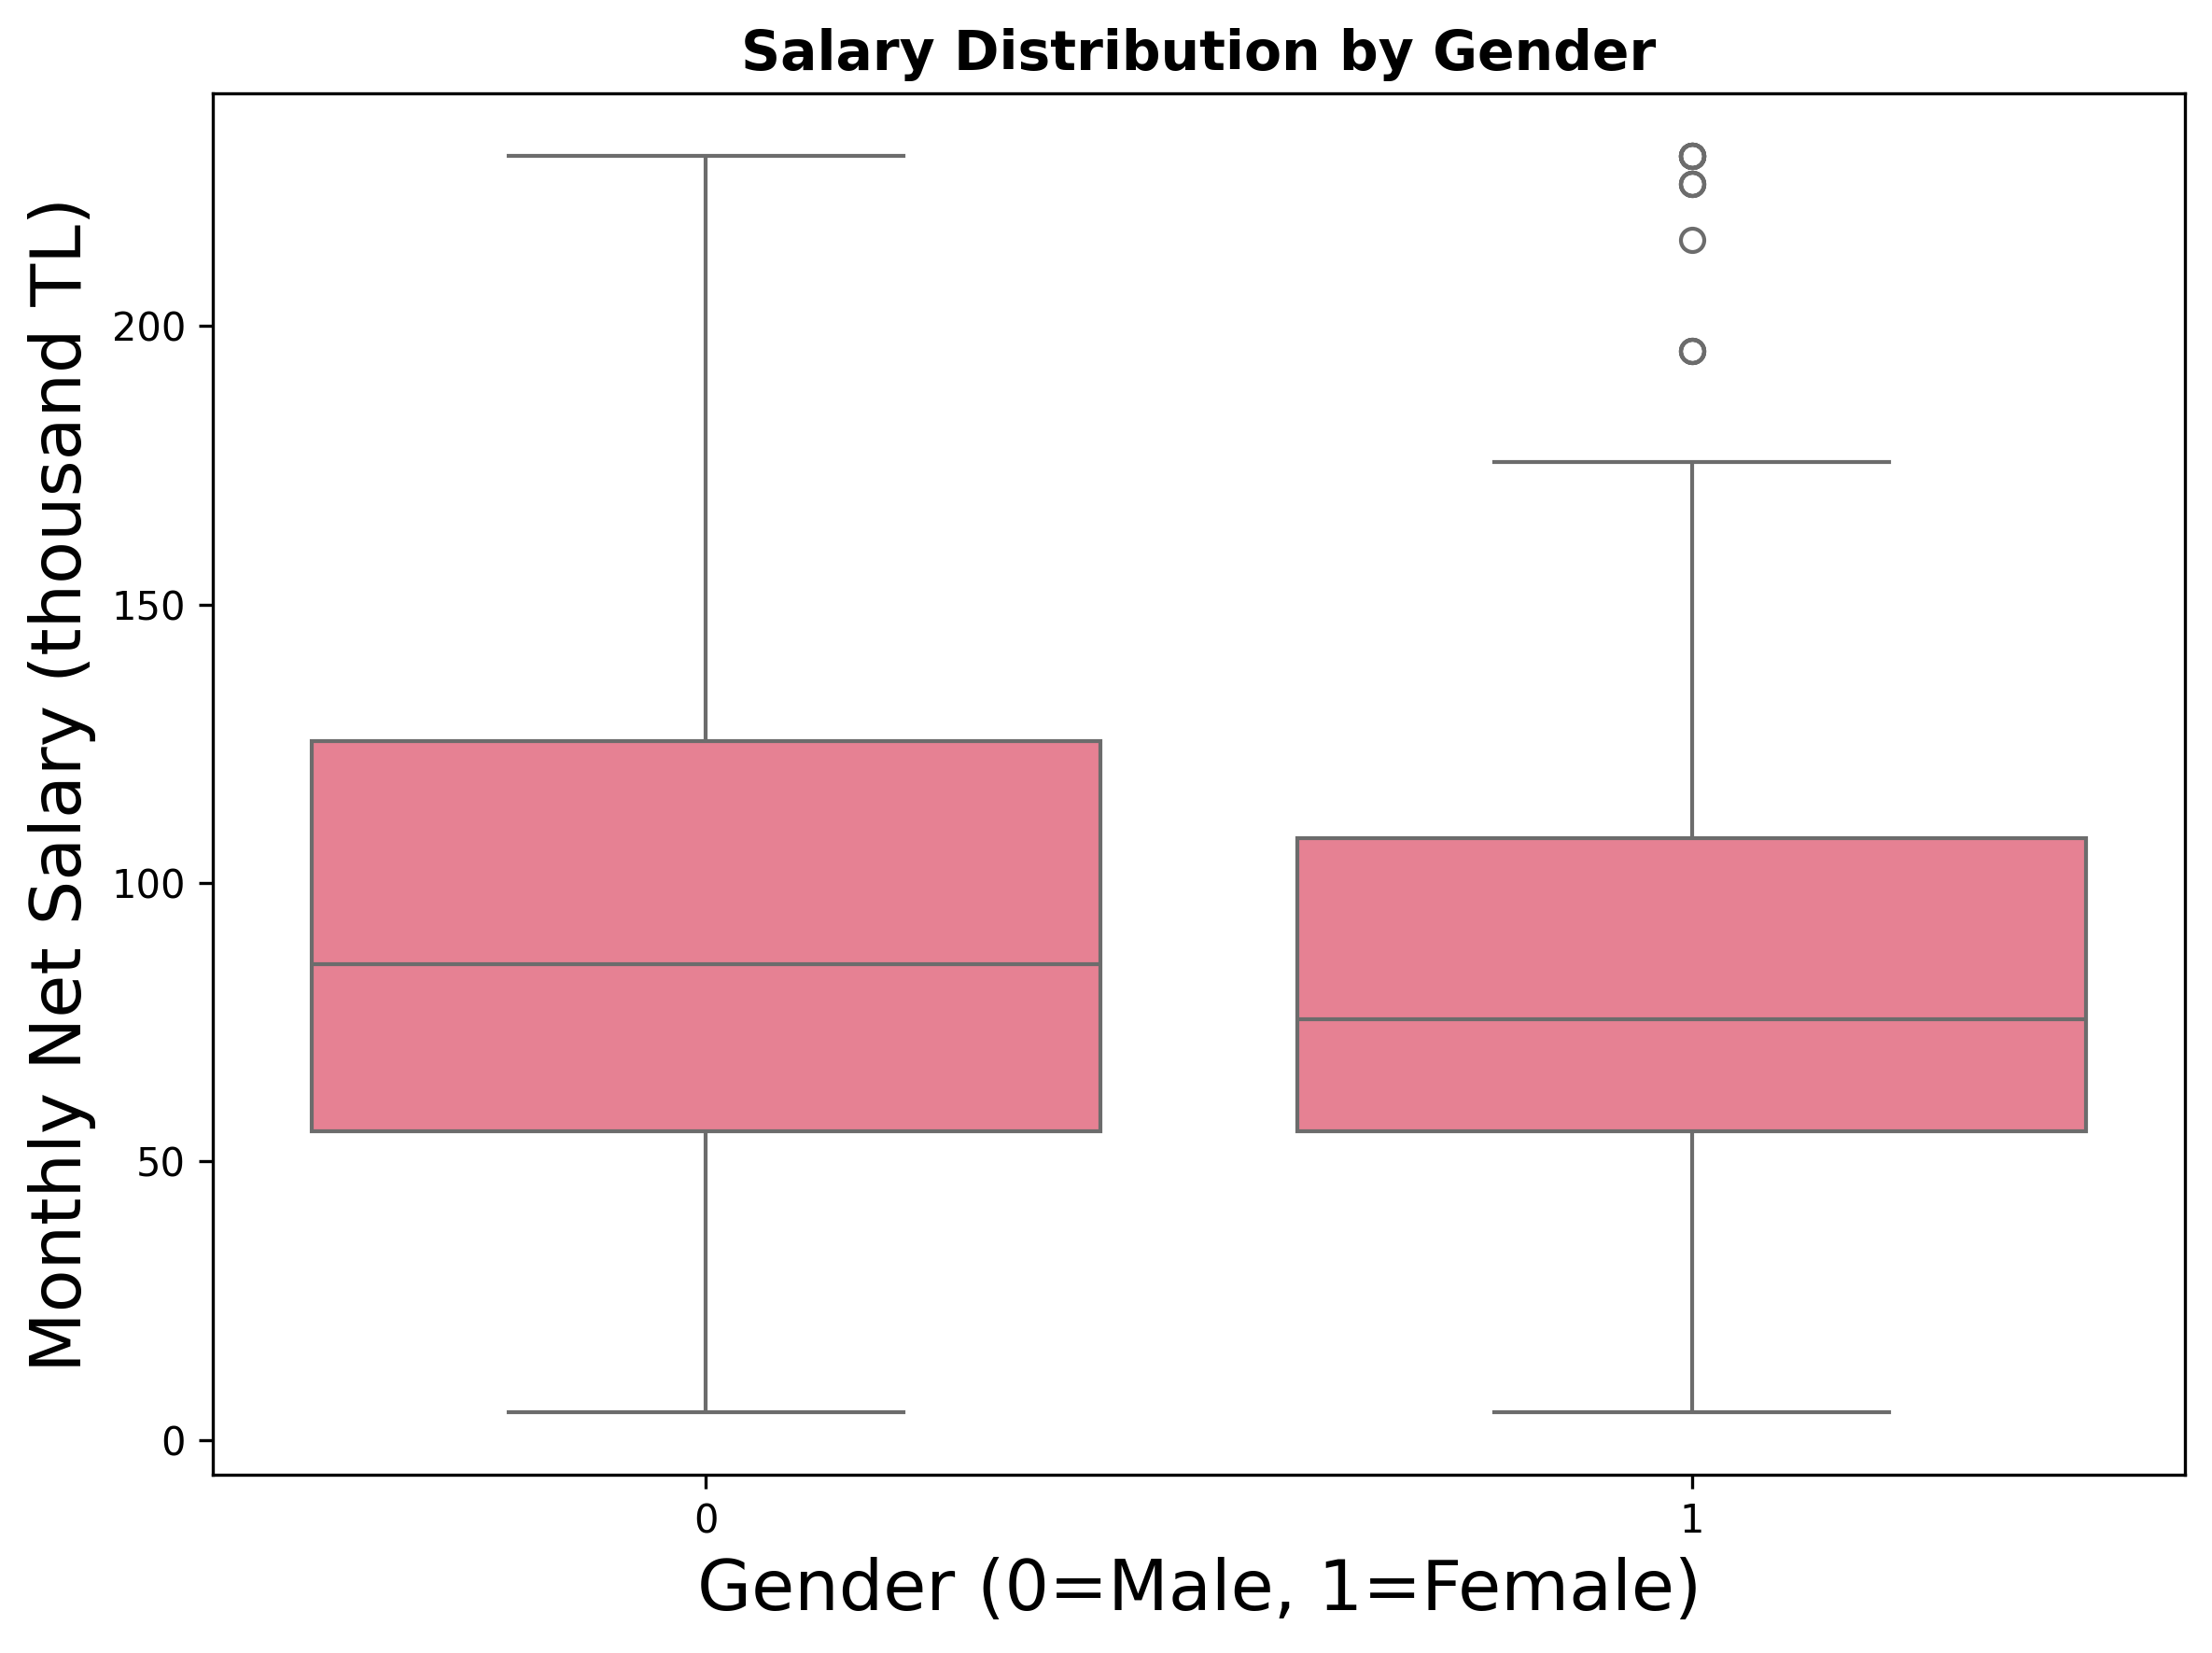 Salary Distribution by Gender
Monthly Net Salary (thousand TL)
200
150
100
50
0
0 1
Gender (0=Male, 1=Female)